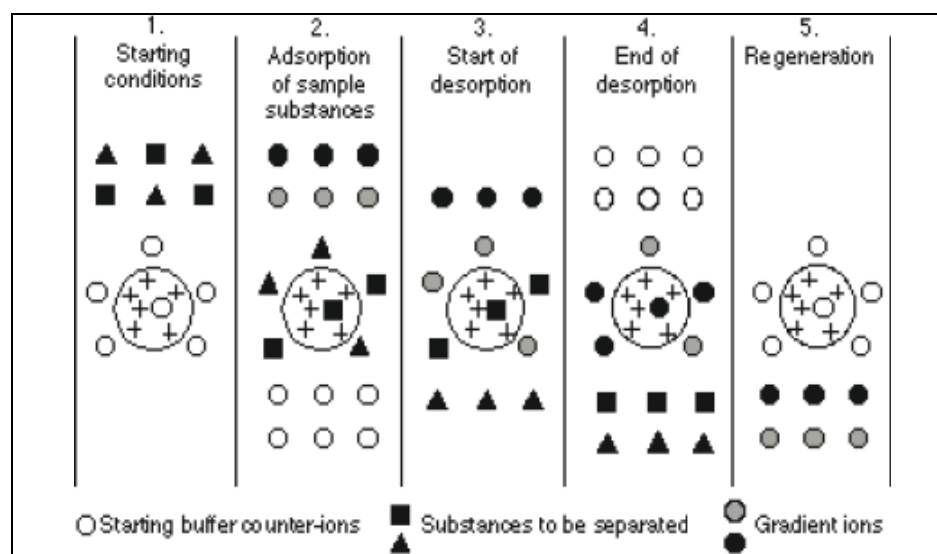 1.
Starting
conditions
2.
Adsorption
of sample
substances
3.
Start of
desorption
4.
End of
desorption
5.
Regeneration
Starting buffer counter-ions
Substances to be separated
Gradient ions